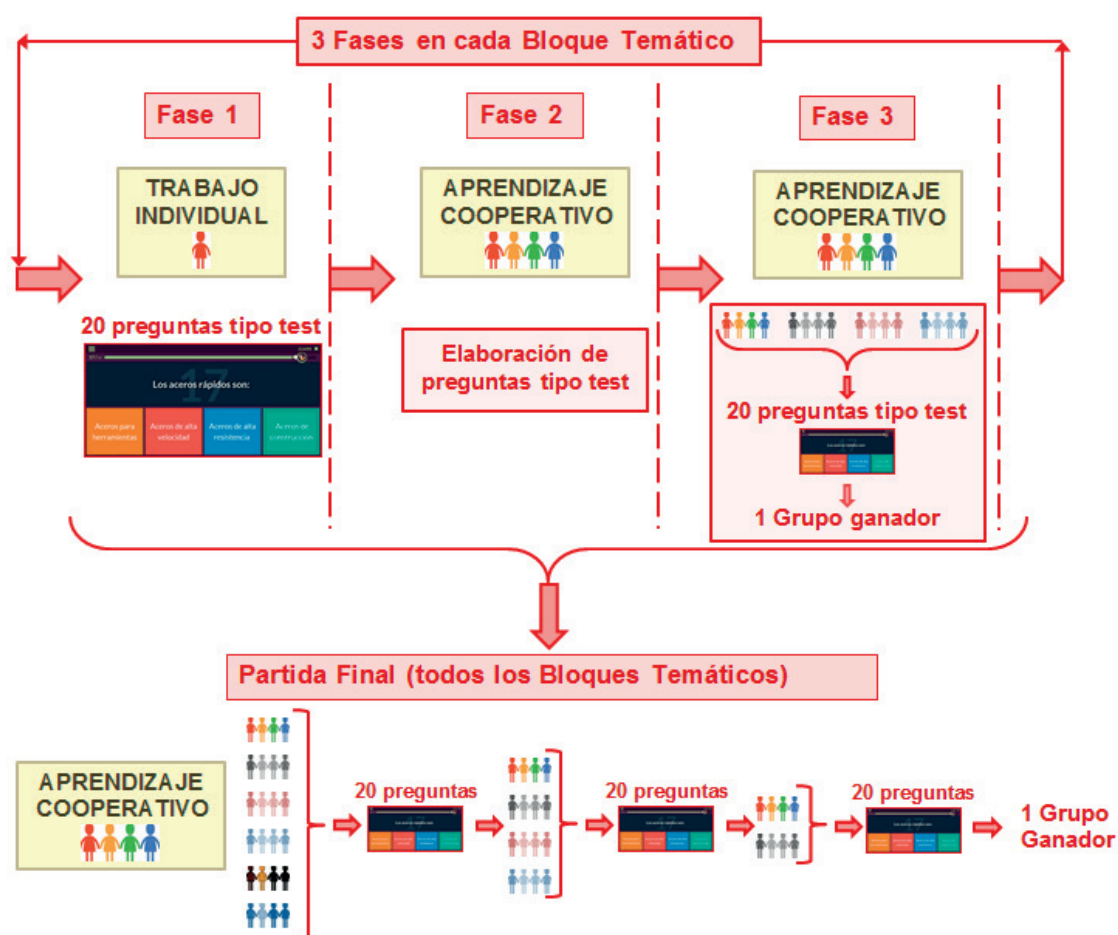 3 Fases en cada Bloque Temático
Fase 1
Fase 2
Fase 3
TRABAJO
INDIVIDUAL
APRENDIZAJE
COOPERATIVO
APRENDIZAJE
COOPERATIVO
20 preguntas tipo test
17
Los aceros rápidos son:
Aceros para
herramientas
Aceros de alta
velocidad
Aceros de alta
resistencia
Aceros de
construcción
Elaboración de
preguntas tipo test
20 preguntas tipo test
1 Grupo ganador
Partida Final (todos los Bloques Temáticos)
APRENDIZAJE
COOPERATIVO
20 preguntas
20 preguntas
20 preguntas
1 Grupo
Ganador